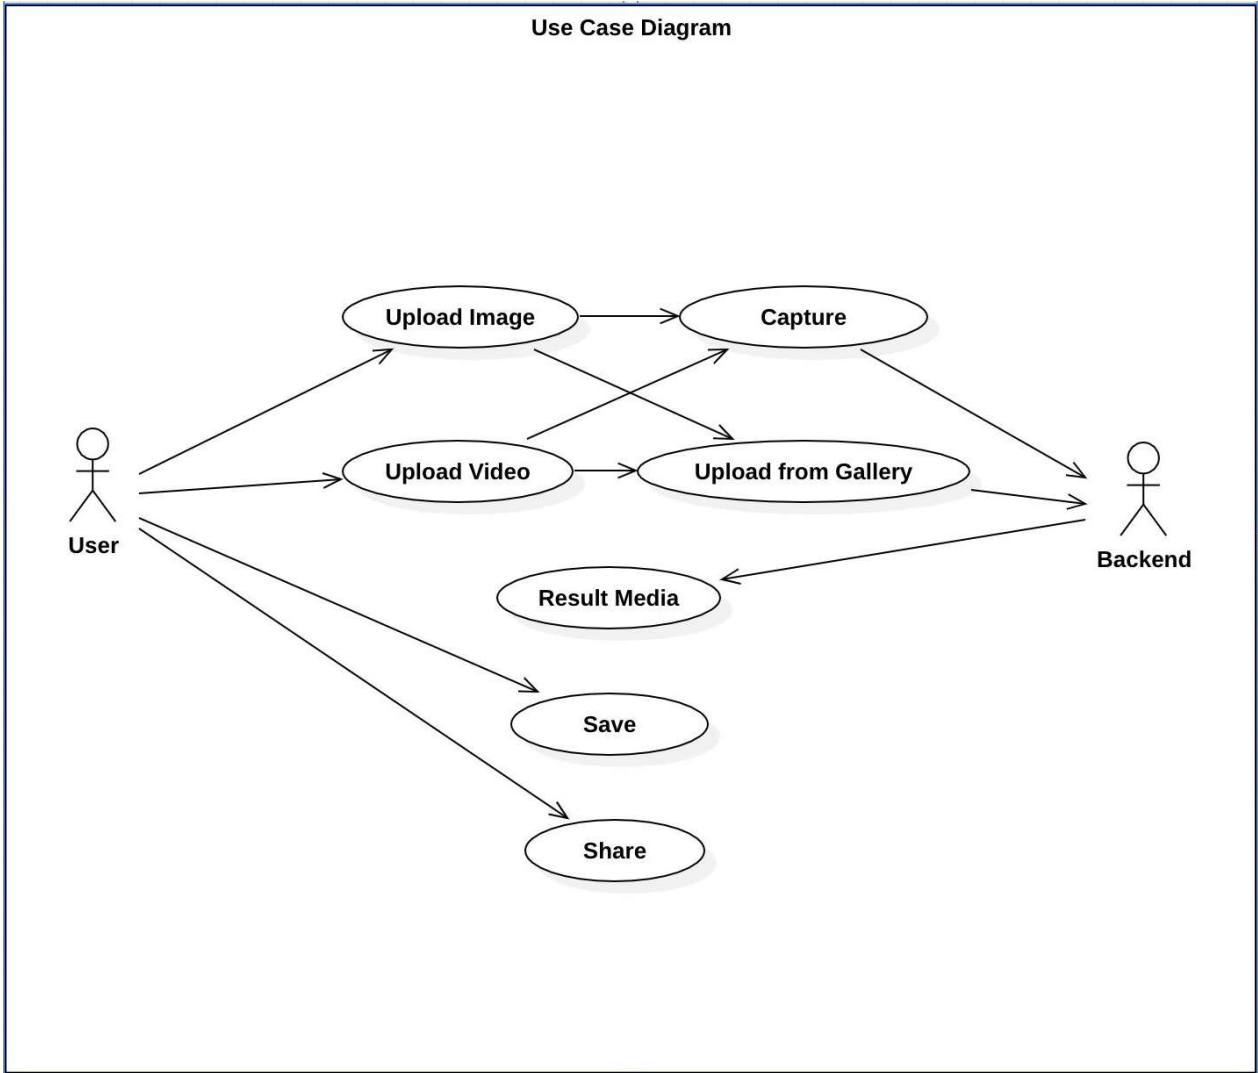 Use Case Diagram
Upload Image
Capture
Upload Video
Upload from Gallery
User
Backend
Result Media
Save
Share